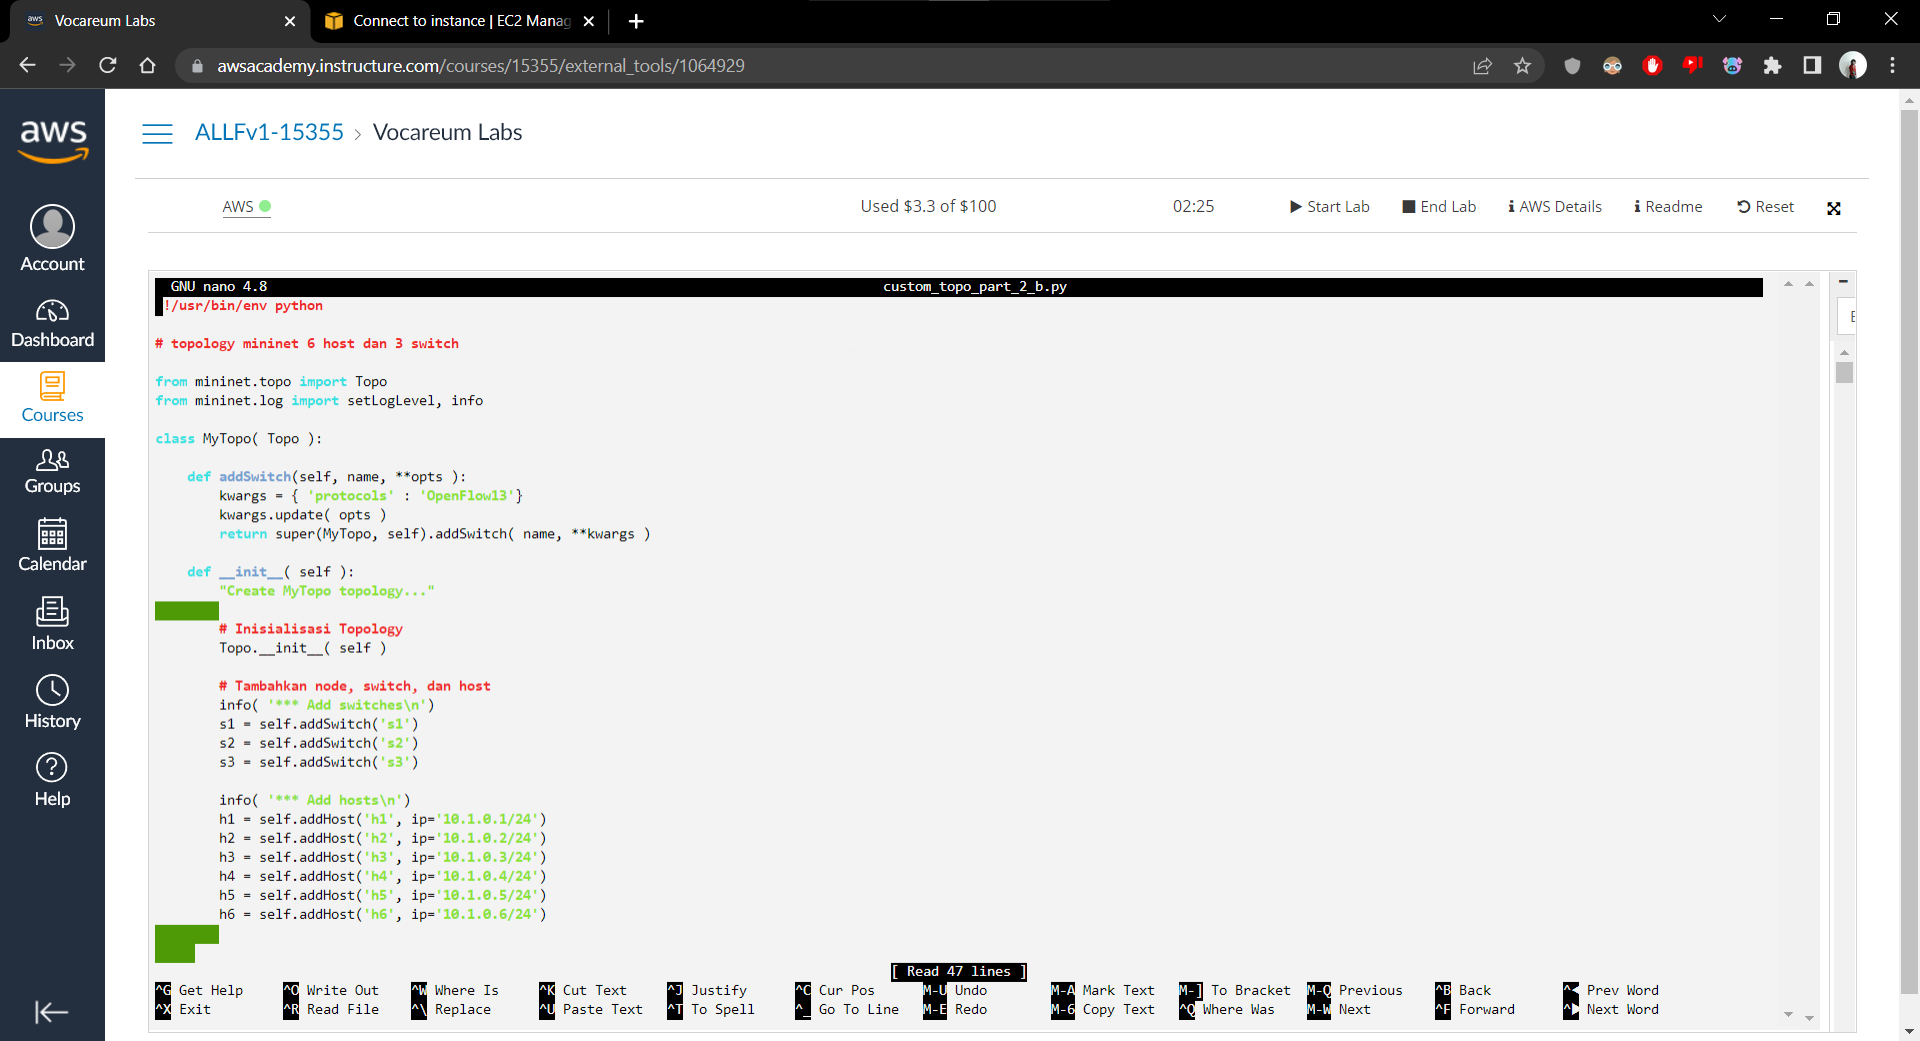 aws Vocareum Labs
Connect to instance | EC2 Manag
awsacademy.instructure.com/courses/15355/external_tools/1064929
aws
Account
Dashboard
Courses
Groups
Calendar
Inbox
History
Help
ALLFv1-15355 › Vocareum Labs
AWS
Used $3.3 of $100
02:25
Start Lab
End Lab
AWS Details
Readme
Reset
GNU nano 4.8 custom_topo_part_2_b.py
!/usr/bin/env python
# topology mininet 6 host dan 3 switch
from mininet.topo import Topo
from mininet.log import setLogLevel, info
class MyTopo( Topo ):
def addSwitch(self, name, **opts ):
kwargs = { 'protocols' : 'OpenFlow13'}
kwargs.update( opts )
return super(MyTopo, self).addSwitch( name, **kwargs )
def __init__( self ):
"Create MyTopo topology..."
# Inisialisasi Topology
Topo.__init__( self )
# Tambahkan node, switch, dan host
info( '*** Add switches\n')
s1 = self.addSwitch('s1')
s2 = self.addSwitch('s2')
s3 = self.addSwitch('s3')
info( '*** Add hosts\n')
h1 = self.addHost('h1', ip='10.1.0.1/24')
h2 = self.addHost('h2', ip='10.1.0.2/24')
h3 = self.addHost('h3', ip='10.1.0.3/24')
h4 = self.addHost('h4', ip='10.1.0.4/24')
h5 = self.addHost('h5', ip='10.1.0.5/24')
h6 = self.addHost('h6', ip='10.1.0.6/24')
[ Read 47 lines ]
^G Get Help ^O Write Out ^W Where Is ^K Cut Text ^J Justify ^C Cur Pos M-U Undo M-A Mark Text M-] To Bracket M-Q Previous ^B Back ^◀ Prev Word
^X Exit ^R Read File ^\ Replace ^U Paste Text ^T To Spell ^_ Go To Line M-E Redo M-6 Copy Text ^Q Where Was M-W Next ^F Forward ^▶ Next Word